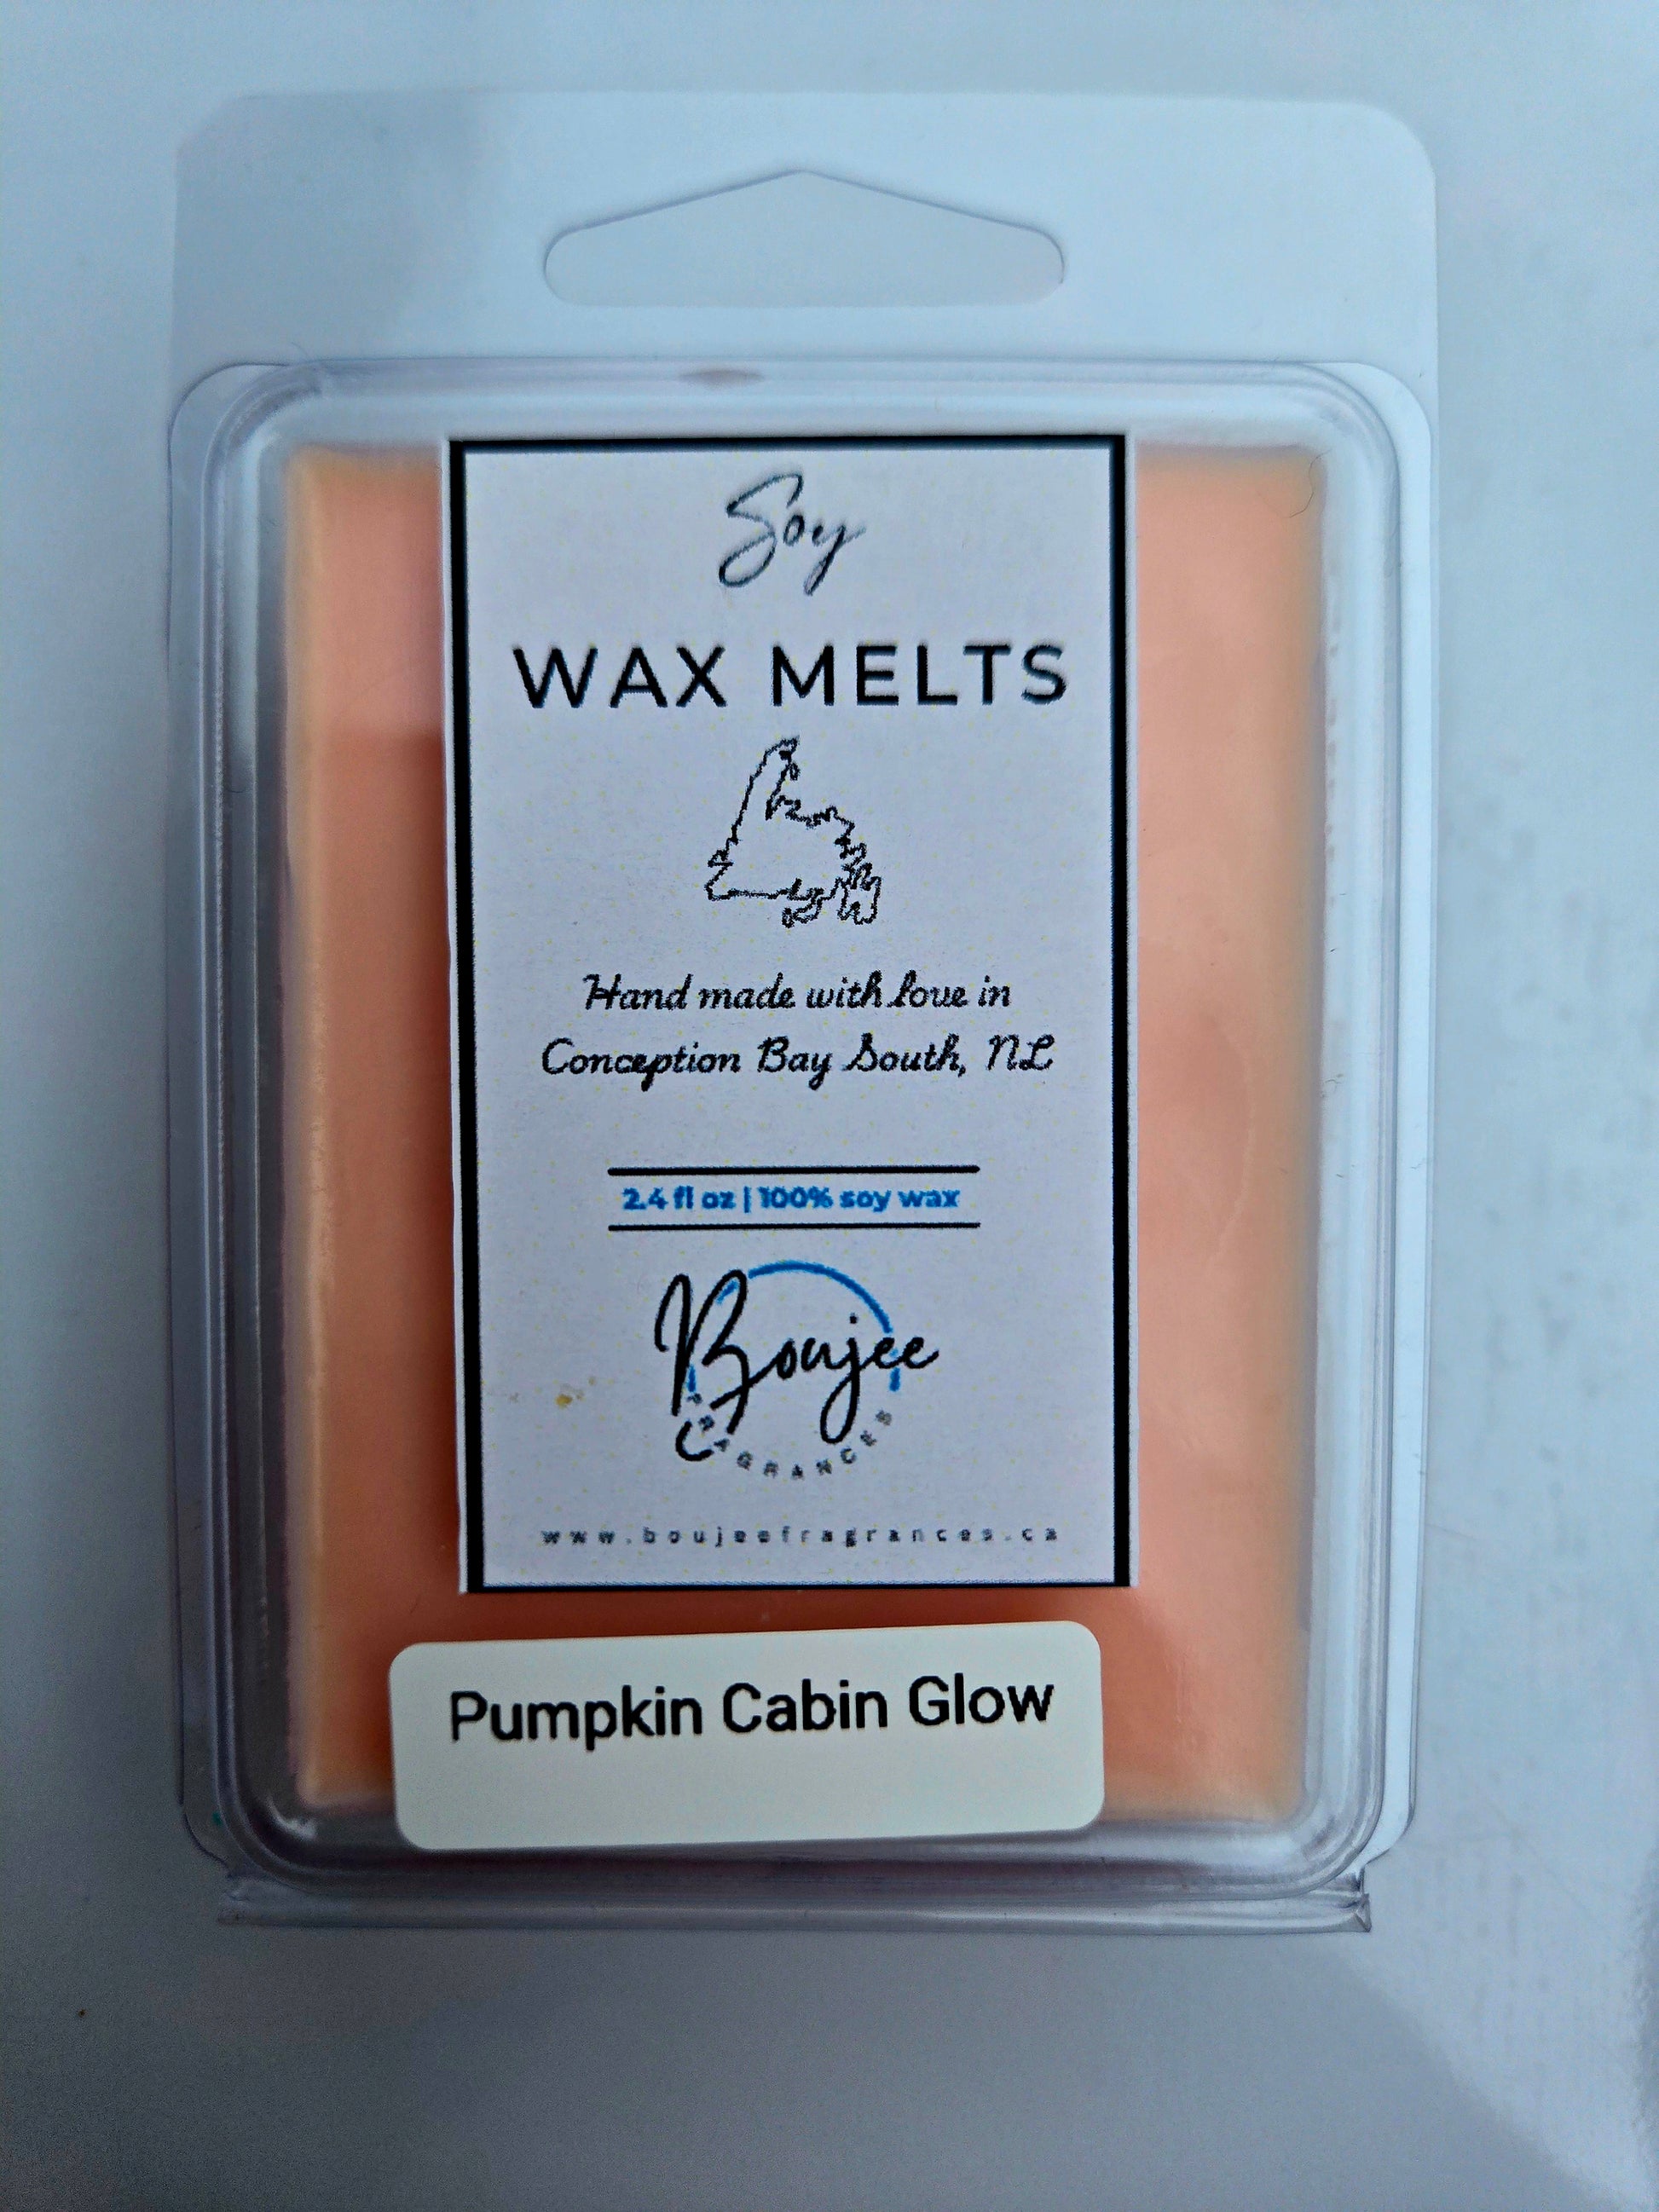 Soy
WAX MELTS
Hand made with love in
Conception Bay South, NL
2.4 fl oz | 100% soy wax
Boujee
FRAGRANCES
www.boujeefragrances.ca
Pumpkin Cabin Glow